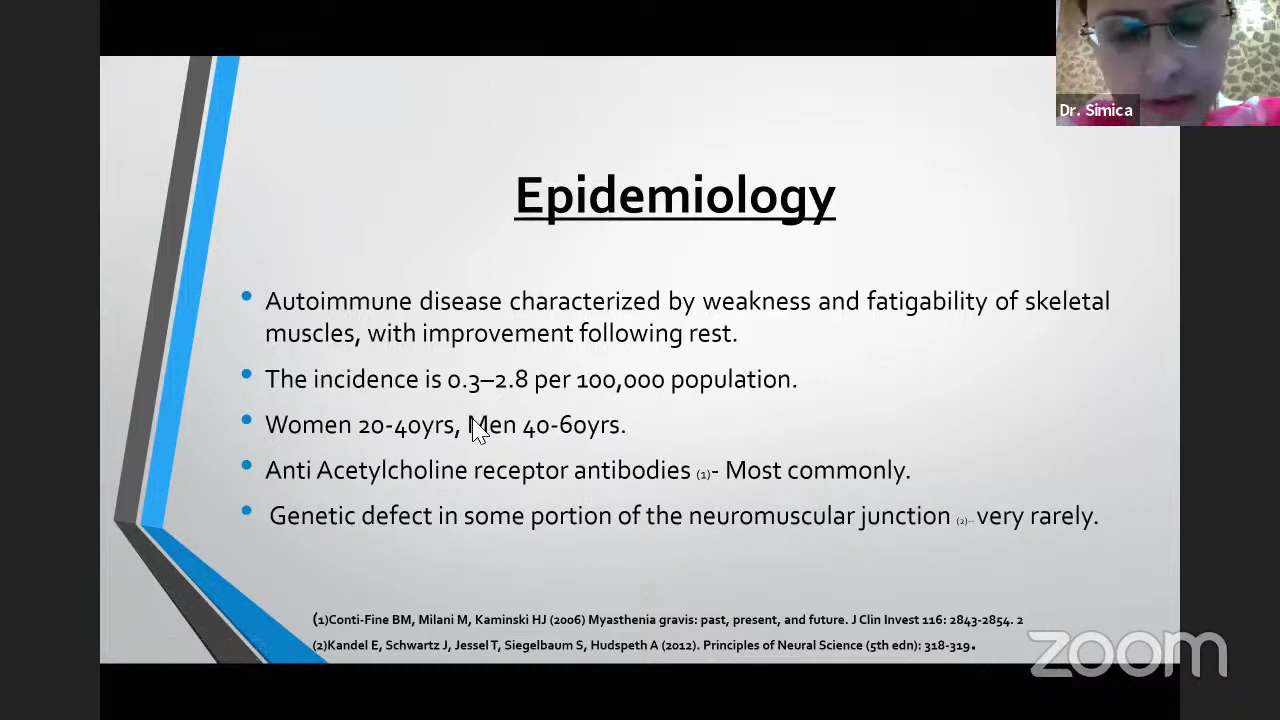 Dr. Simica
Epidemiology
• Autoimmune disease characterized by weakness and fatigability of skeletal
muscles, with improvement following rest.
• The incidence is 0.3–2.8 per 100,000 population.
• Women 20-40yrs, Men 40-60yrs.
• Anti Acetylcholine receptor antibodies (1)- Most commonly.
• Genetic defect in some portion of the neuromuscular junction (2)-- very rarely.
(1)Conti-Fine BM, Milani M, Kaminski HJ (2006) Myasthenia gravis: past, present, and future. J Clin Invest 116: 2843-2854. 2
(2)Kandel E, Schwartz J, Jessel T, Siegelbaum S, Hudspeth A (2012). Principles of Neural Science (5th edn): 318-319.
zoom